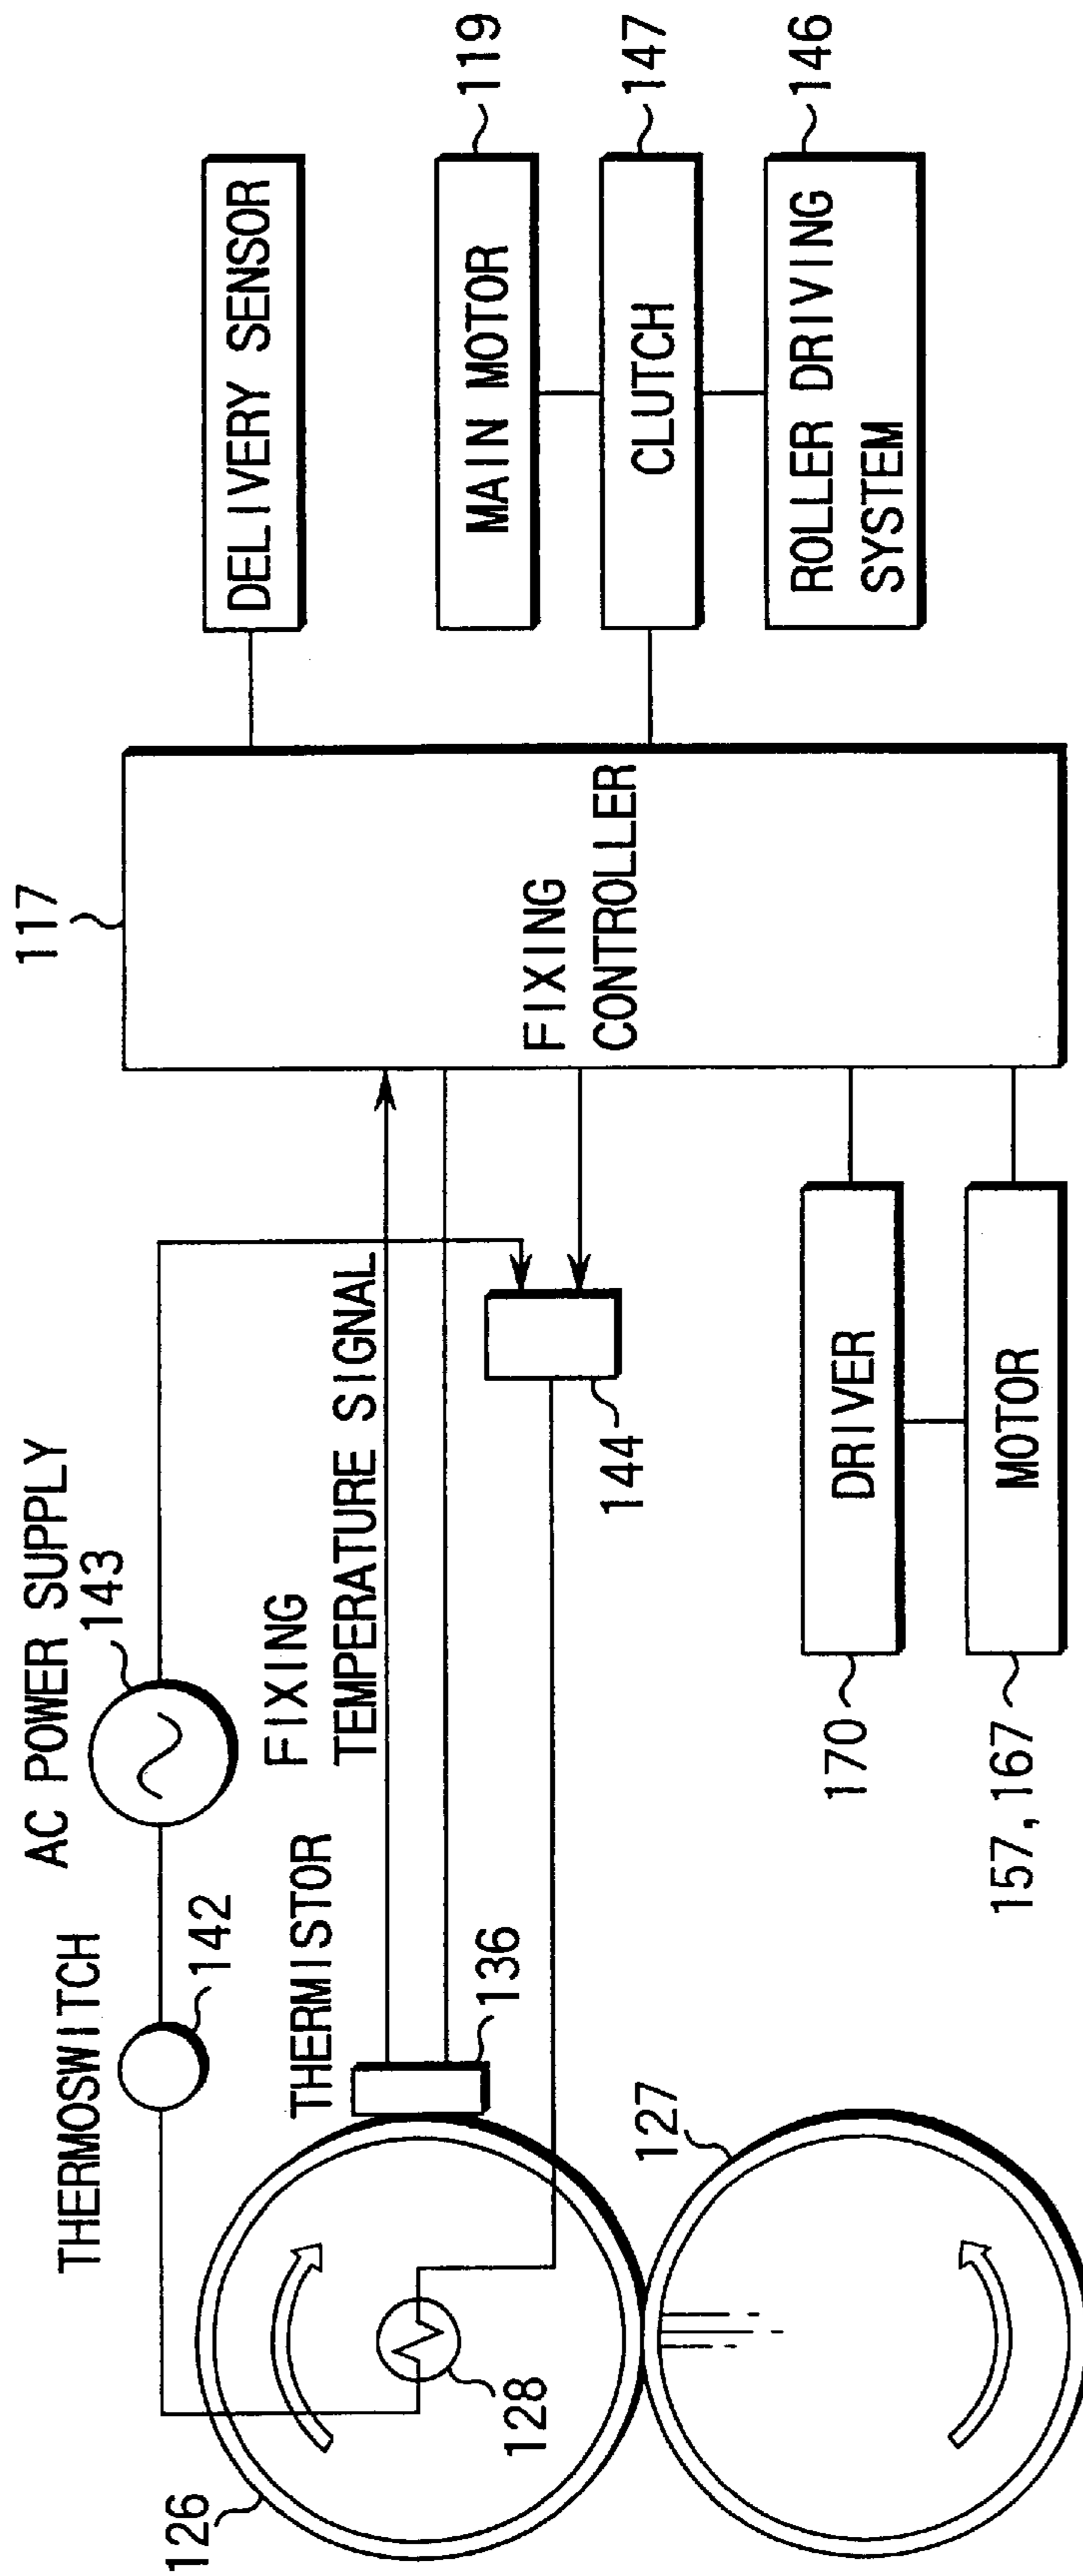 THERMOSWITCH
142
AC POWER SUPPLY
143
117
126
THERMISTOR
136
FIXING
TEMPERATURE SIGNAL
128
144
127
FIXING
CONTROLLER
DELIVERY SENSOR
MAIN MOTOR
119
CLUTCH
147
ROLLER DRIVING
SYSTEM
146
170
DRIVER
157, 167
MOTOR